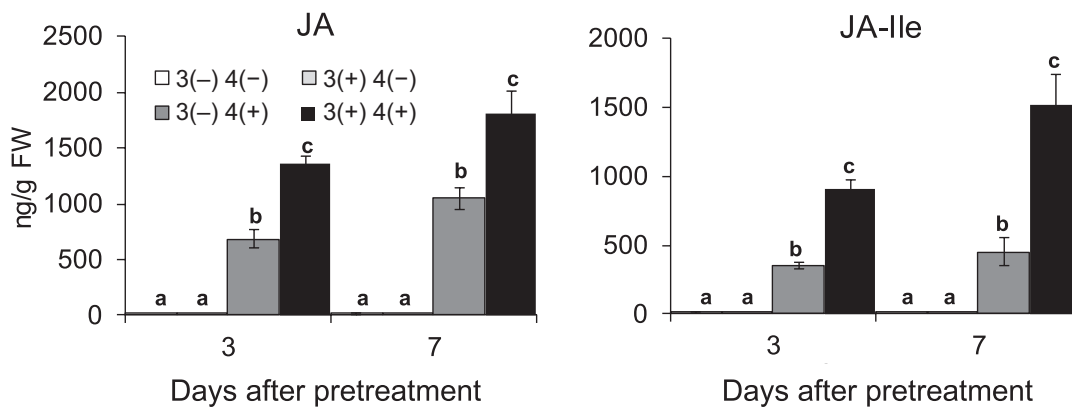 JA
2500
2000
1500
1000
500
0
ng/g FW
3(–) 4(−)
3(+) 4(−)
3(–) 4(+)
3(+) 4(+)
a a b c a a b c
3 7
Days after pretreatment
JA-Ile
2000
1500
1000
500
0
a a b c a a b c
3 7
Days after pretreatment